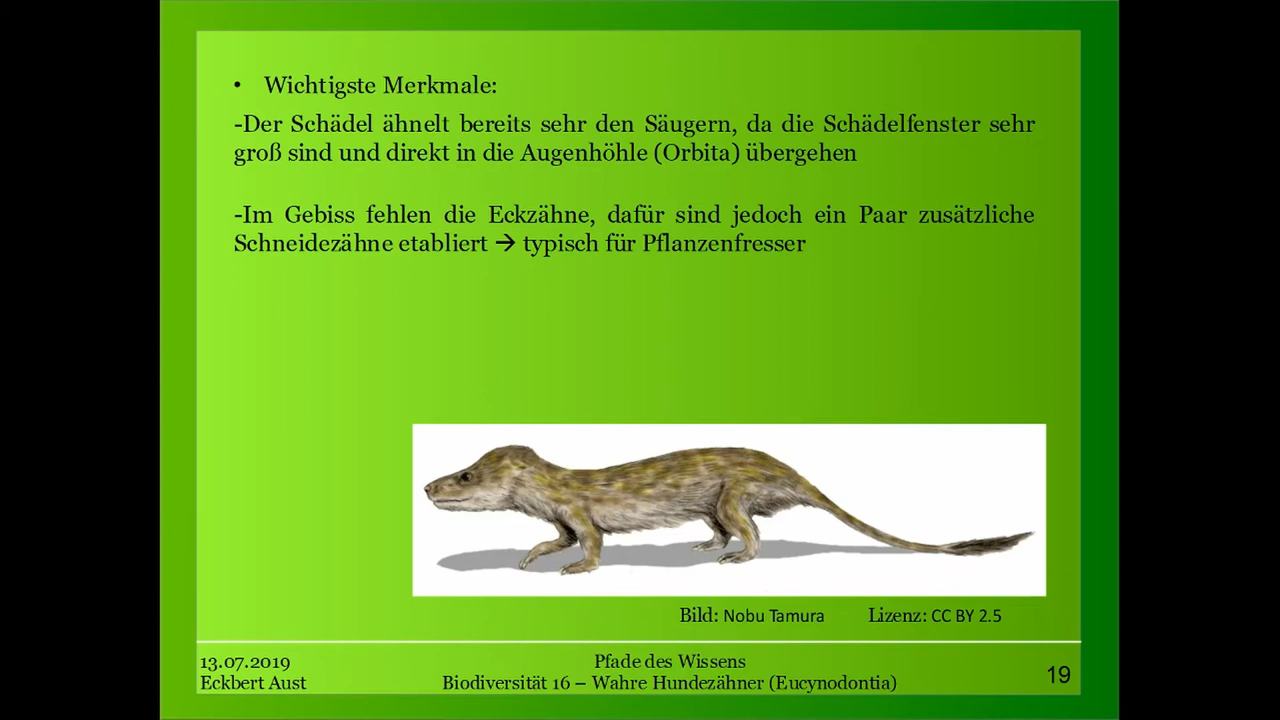 • Wichtigste Merkmale:
-Der Schädel ähnelt bereits sehr den Säugern, da die Schädelfenster sehr
groß sind und direkt in die Augenhöhle (Orbita) übergehen
-Im Gebiss fehlen die Eckzähne, dafür sind jedoch ein Paar zusätzliche
Schneidezähne etabliert → typisch für Pflanzenfresser
Bild: Nobu Tamura Lizenz: CC BY 2.5
13.07.2019
Eckbert Aust
Pfade des Wissens
Biodiversität 16 – Wahre Hundezähner (Eucynodontia)
19